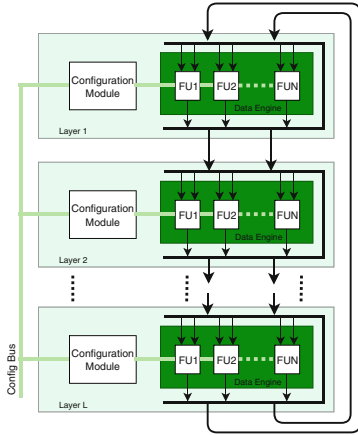 Configuration
Module
FU1
FU2
FUN
Data Engine
Layer 1
Configuration
Module
FU1
FU2
FUN
Data Engine
Layer 2
Configuration
Module
FU1
FU2
FUN
Data Engine
Layer L
Config Bus